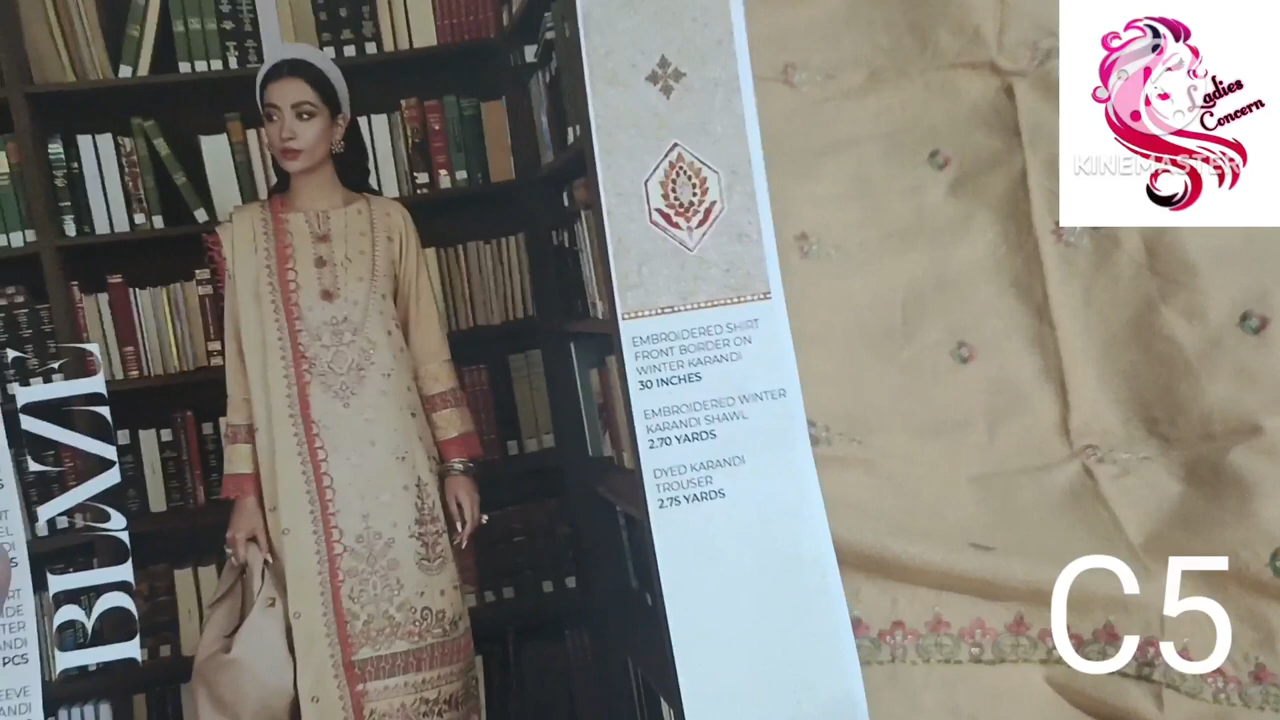 EMBROIDERED SHIRT
FRONT BORDER ON
WINTER KARANDI
30 INCHES
EMBROIDERED WINTER
KARANDI SHAWL
2.70 YARDS
DYED KARANDI
TROUSER
2.75 YARDS
PCS
Ladies
Concern
KINEMASTER
C5